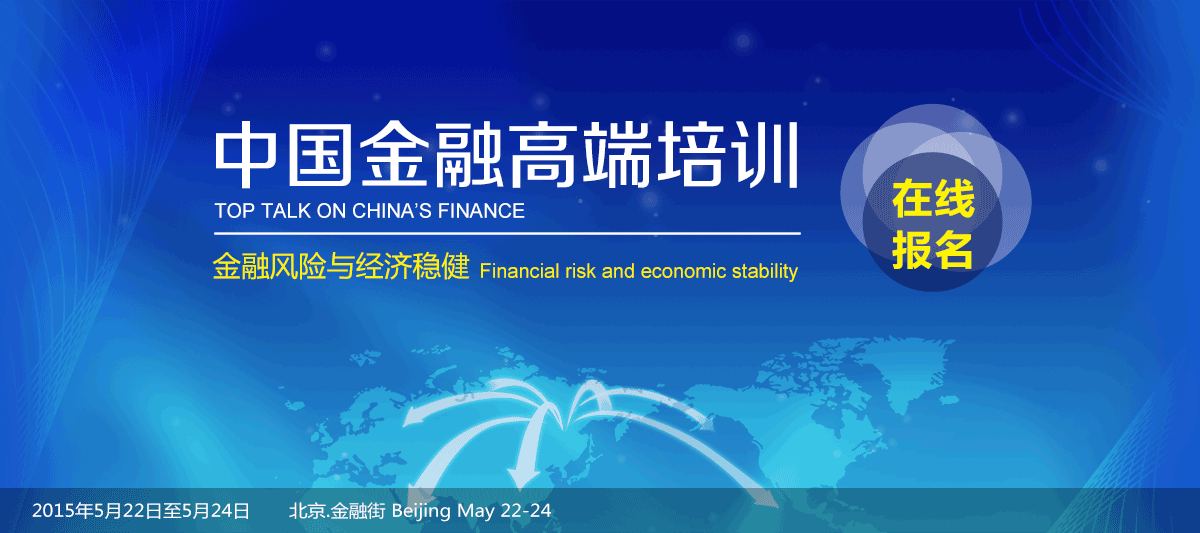 中国金融高端培训
TOP TALK ON CHINA'S FINANCE
金融风险与经济稳健 Financial risk and economic stability
在线
报名
2015年5月22日至5月24日 北京.金融街 Beijing May 22-24